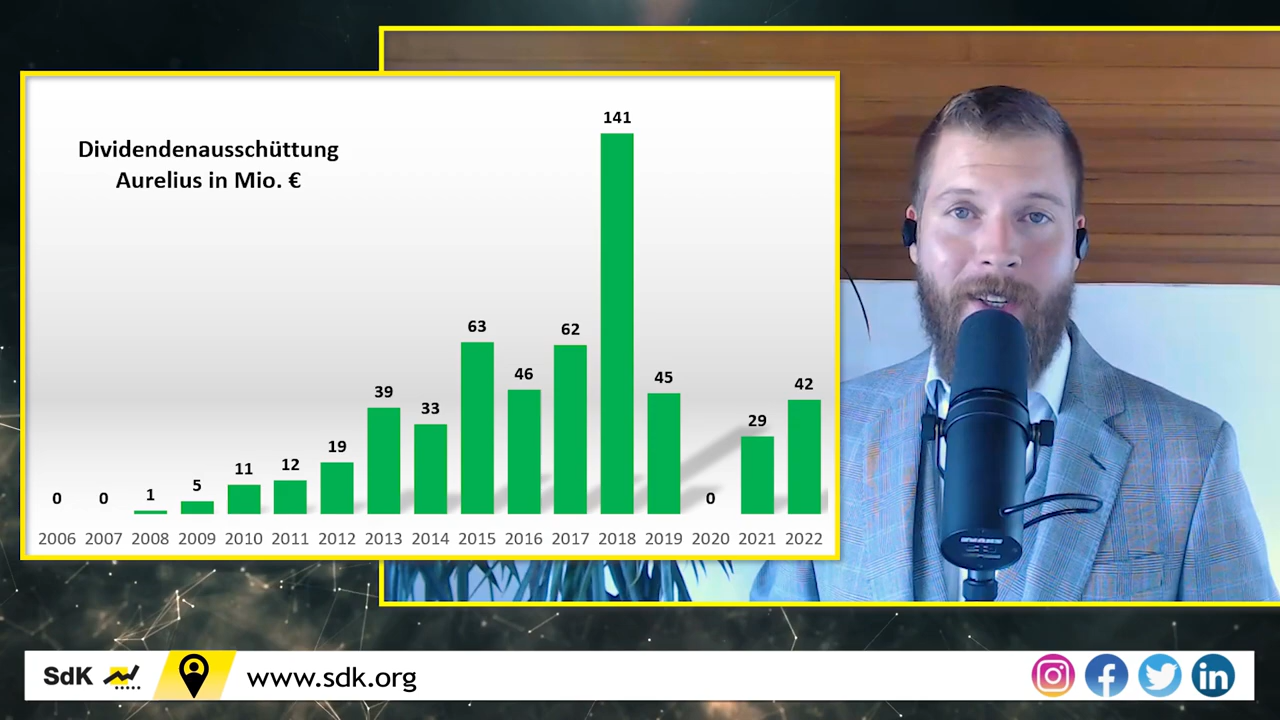 Dividendenausschüttung
Aurelius in Mio. €
0 0 1 5 11 12 19 39 33 63 46 62 141 45 0 29 42
2006 2007 2008 2009 2010 2011 2012 2013 2014 2015 2016 2017 2018 2019 2020 2021 2022
SdK
www.sdk.org